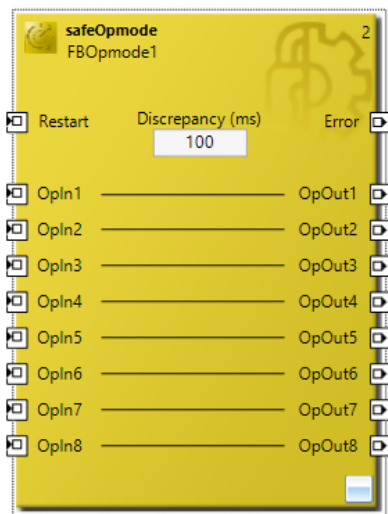 safeOpmode 2
FBOpmode1
Restart Discrepancy (ms) Error
100
OpIn1 OpOut1
OpIn2 OpOut2
OpIn3 OpOut3
OpIn4 OpOut4
OpIn5 OpOut5
OpIn6 OpOut6
OpIn7 OpOut7
OpIn8 OpOut8